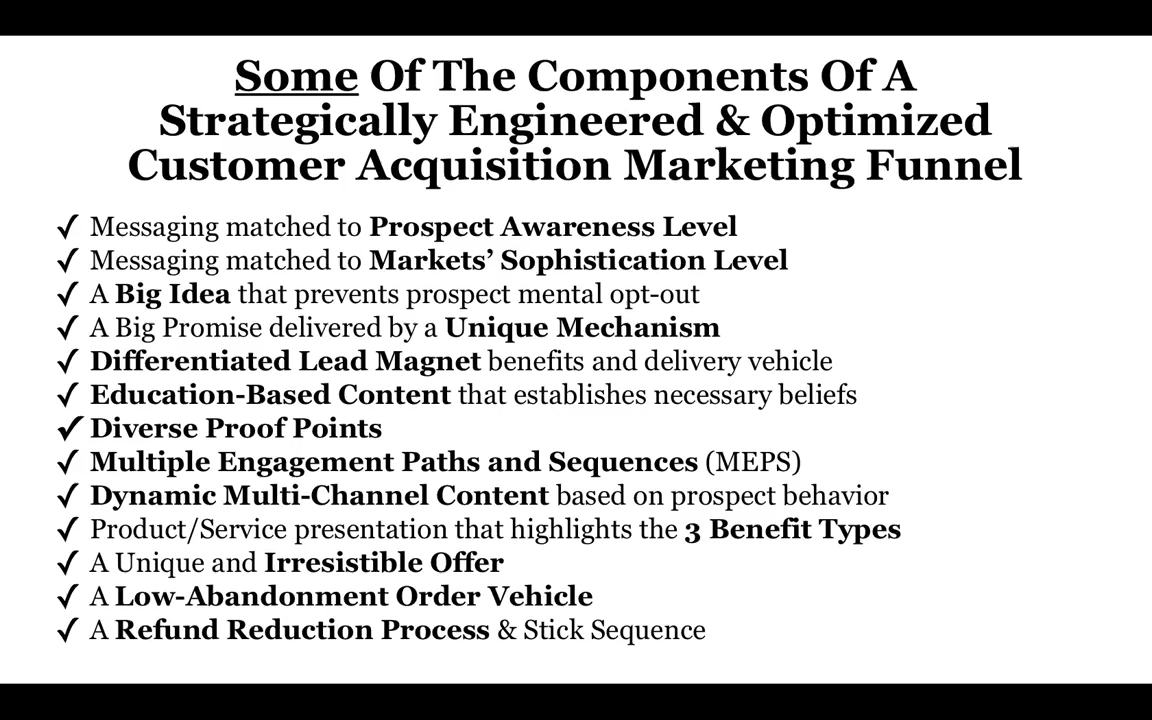 Some Of The Components Of A
Strategically Engineered & Optimized
Customer Acquisition Marketing Funnel
✓ Messaging matched to Prospect Awareness Level
✓ Messaging matched to Markets’ Sophistication Level
✓ A Big Idea that prevents prospect mental opt-out
✓ A Big Promise delivered by a Unique Mechanism
✓ Differentiated Lead Magnet benefits and delivery vehicle
✓ Education-Based Content that establishes necessary beliefs
✓ Diverse Proof Points
✓ Multiple Engagement Paths and Sequences (MEPS)
✓ Dynamic Multi-Channel Content based on prospect behavior
✓ Product/Service presentation that highlights the 3 Benefit Types
✓ A Unique and Irresistible Offer
✓ A Low-Abandonment Order Vehicle
✓ A Refund Reduction Process & Stick Sequence